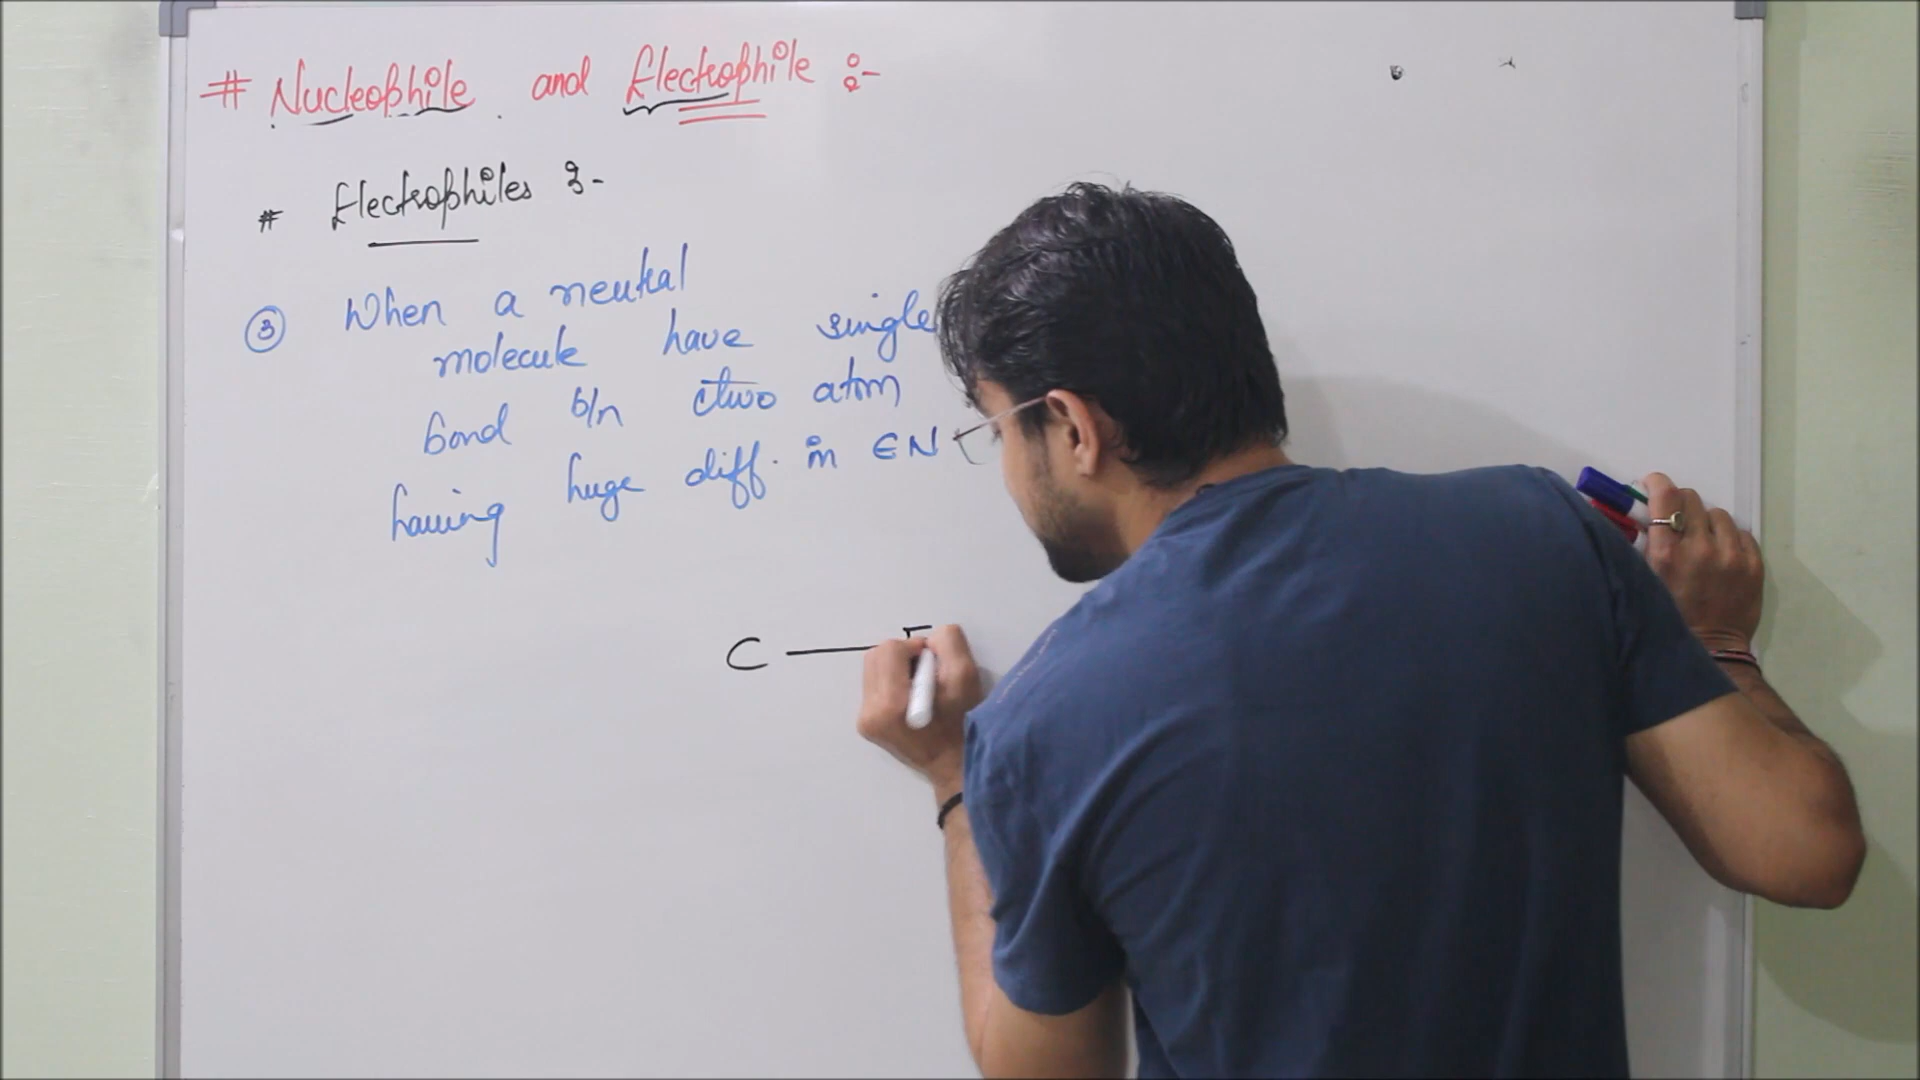 # Nucleophile and Electrophile :-
# Electrophiles :-
③ When a neutral
molecule have single
bond b/n two atom
having huge diff. in EN
C — F